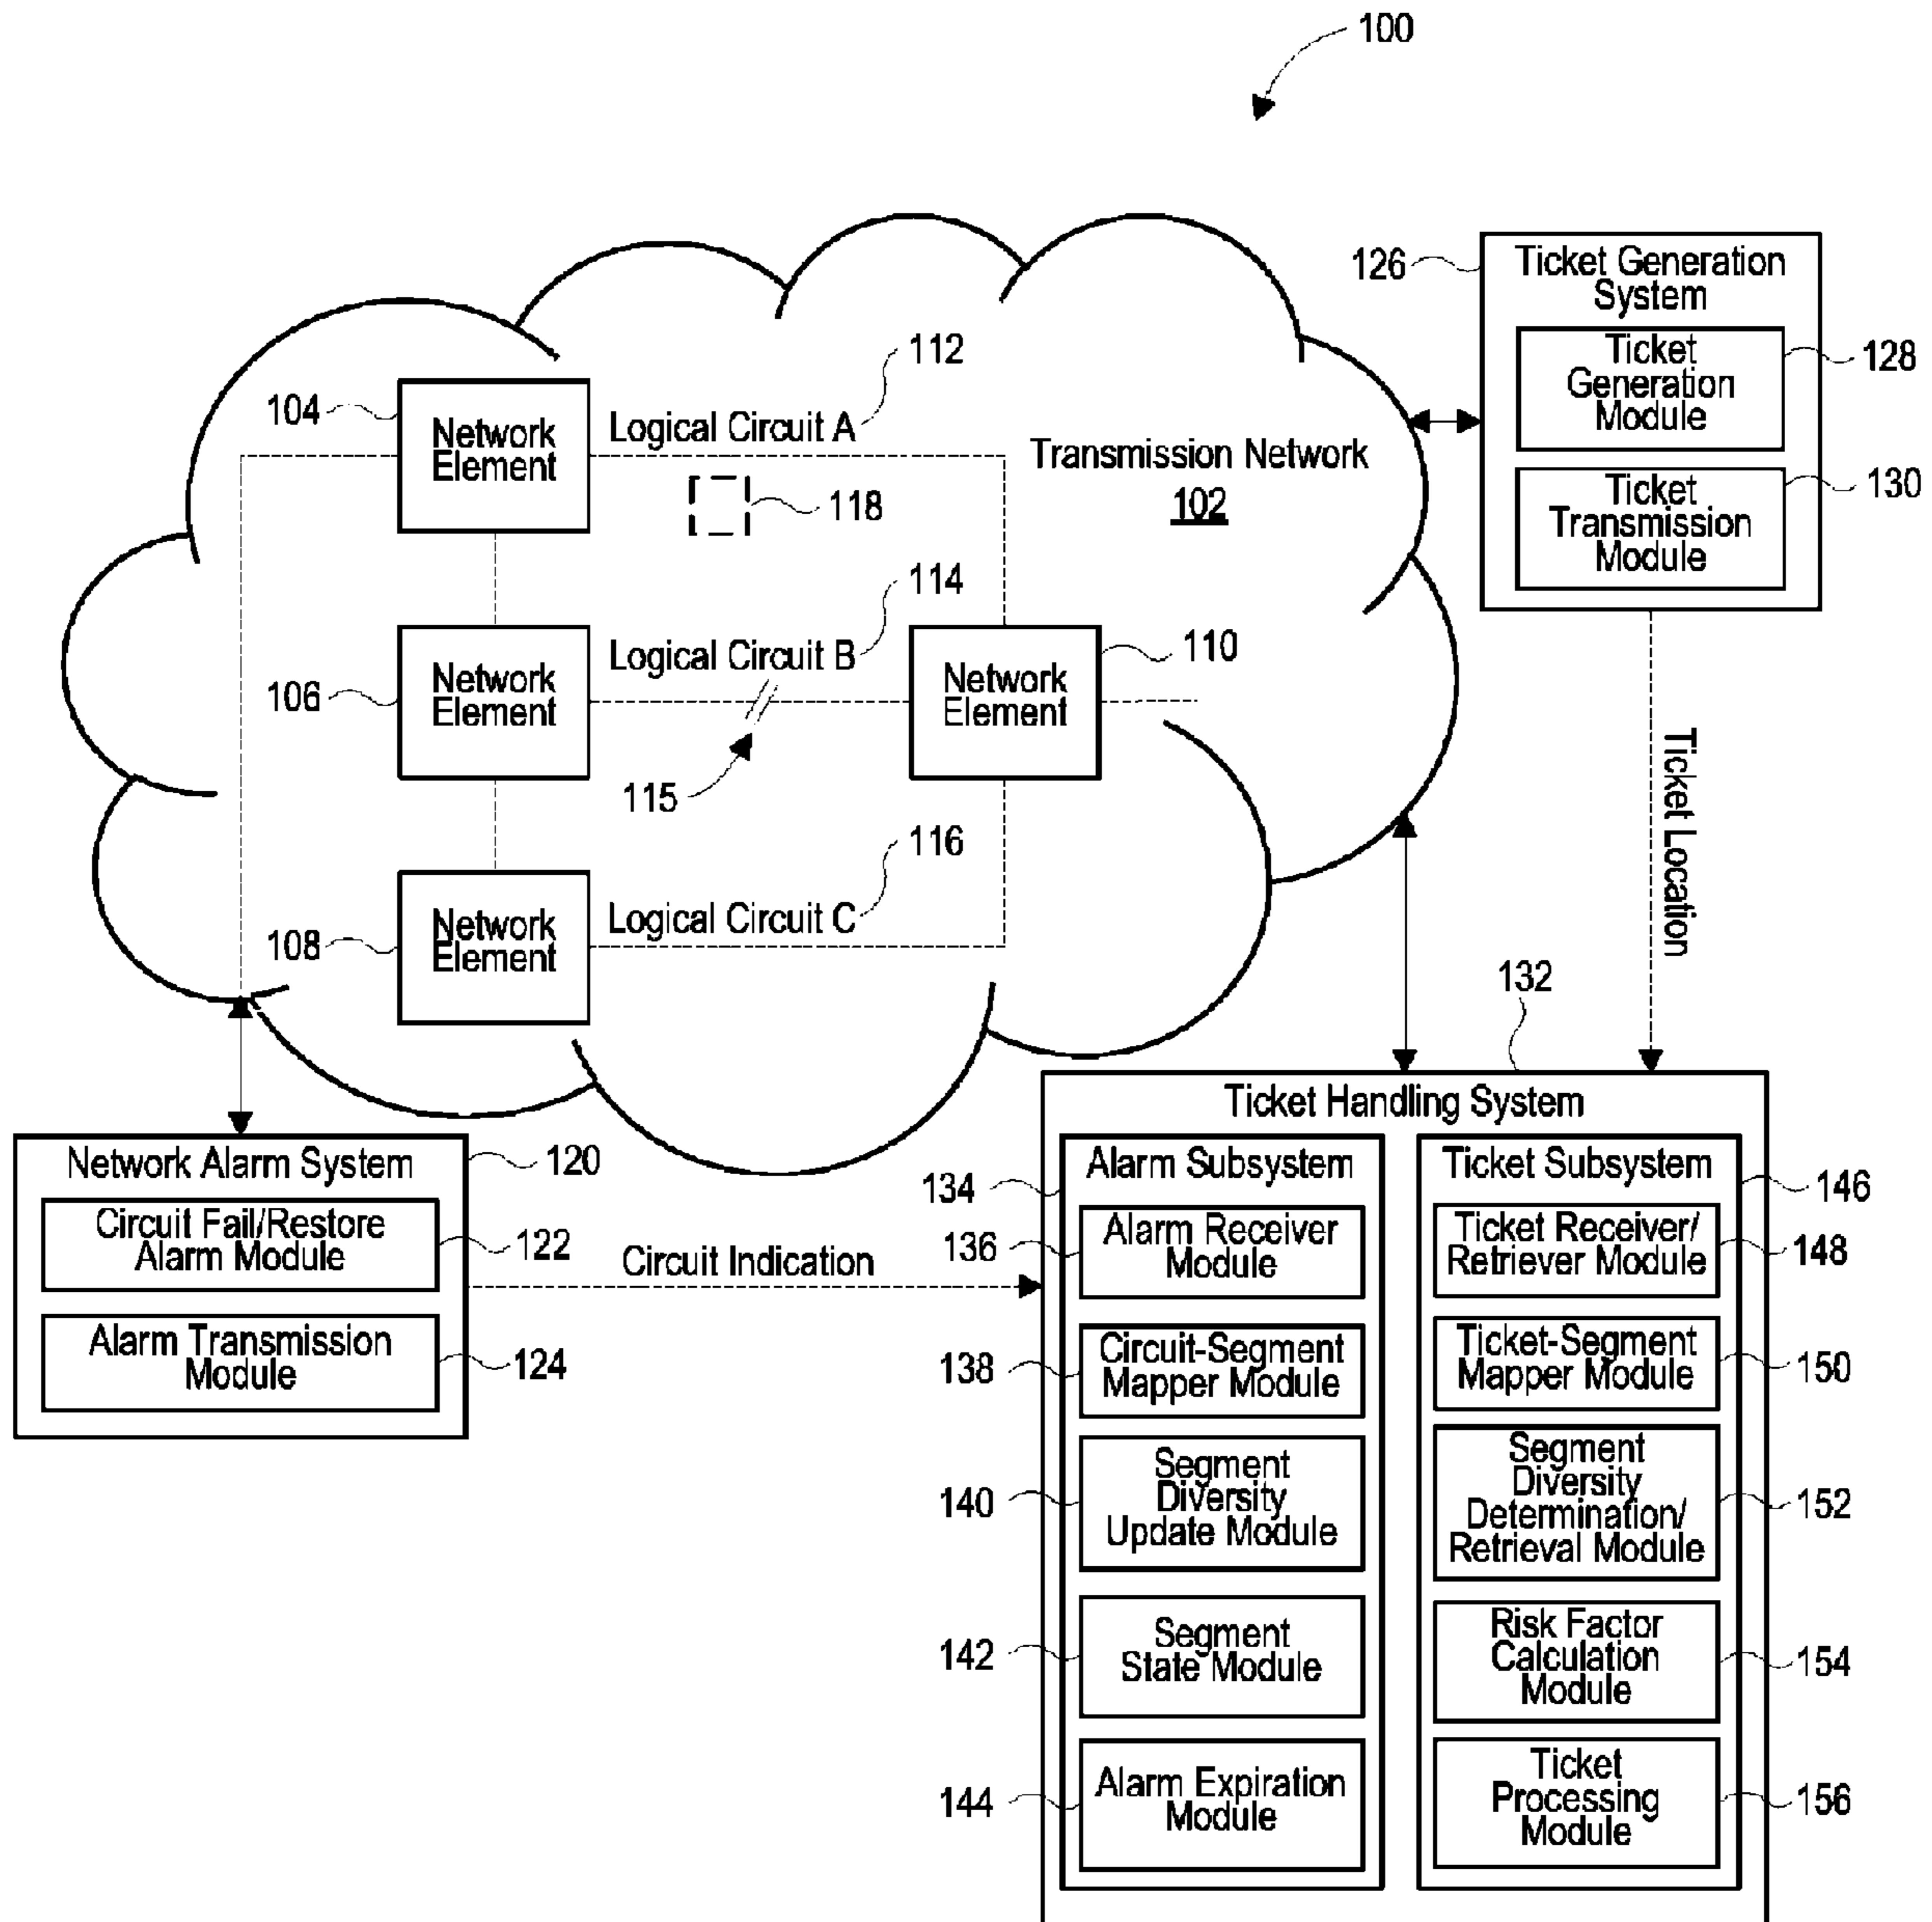 100
126
Ticket Generation
System
Ticket
Generation
Module
128
Ticket
Transmission
Module
130
104
Network
Element
Logical Circuit A
112
118
Transmission Network
102
106
Network
Element
Logical Circuit B
114
115
Network
Element
110
108
Network
Element
Logical Circuit C
116
Ticket Location
132
Network Alarm System
120
Circuit Fail/Restore
Alarm Module
122
Alarm Transmission
Module
124
Circuit Indication
Ticket Handling System
134
Alarm Subsystem
136
Alarm Receiver
Module
138
Circuit-Segment
Mapper Module
140
Segment
Diversity
Update Module
142
Segment
State Module
144
Alarm Expiration
Module
Ticket Subsystem
146
Ticket Receiver/
Retriever Module
148
Ticket-Segment
Mapper Module
150
Segment
Diversity
Determination/
Retrieval Module
152
Risk Factor
Calculation
Module
154
Ticket
Processing
Module
156